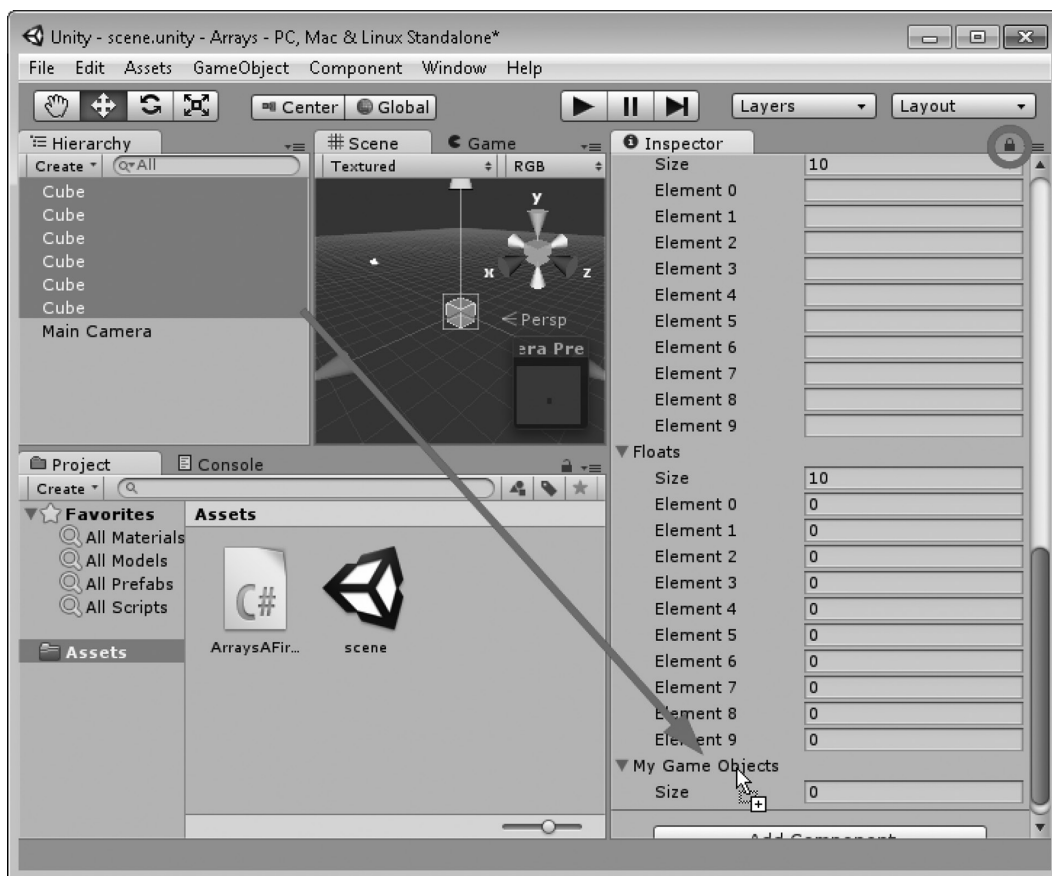 Unity - scene.unity - Arrays - PC, Mac & Linux Standalone*
File Edit Assets GameObject Component Window Help
Center Global Layers Layout
Hierarchy
Create All
Cube
Cube
Cube
Cube
Cube
Cube
Main Camera
Scene Game
Textured RGB
y
x z
Persp
era Pre
Project Console
Create
Favorites
All Materials
All Models
All Prefabs
All Scripts
Assets
Assets
C#
ArraysAFir...
scene
Inspector
Size 10
Element 0
Element 1
Element 2
Element 3
Element 4
Element 5
Element 6
Element 7
Element 8
Element 9
Floats
Size 10
Element 0 0
Element 1 0
Element 2 0
Element 3 0
Element 4 0
Element 5 0
Element 6 0
Element 7 0
Element 8 0
Element 9 0
My Game Objects
Size 0
Add Component